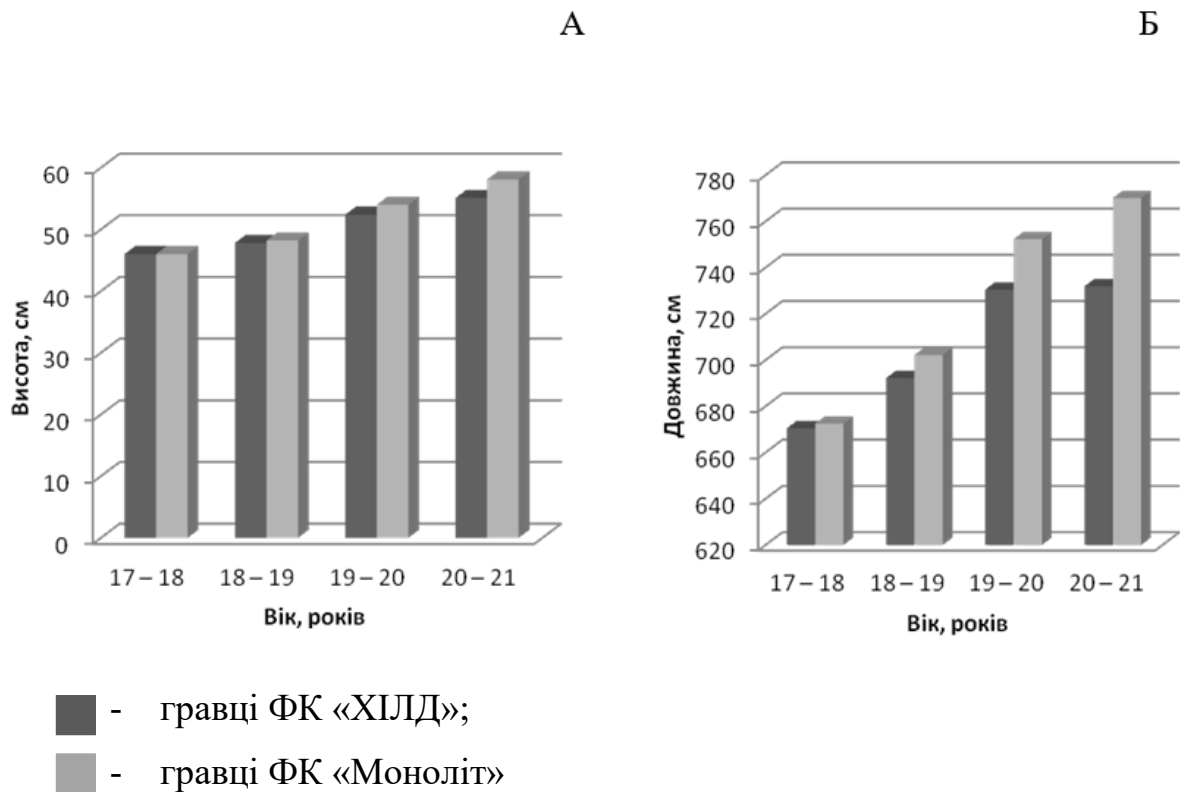 А
Б
60
50
40
30
20
10
0
Висота, см
17 – 18 18 – 19 19 – 20 20 – 21
Вік, років
780
760
740
720
700
680
660
640
620
Довжина, см
17 – 18 18 – 19 19 – 20 20 – 21
Вік, років
- гравці ФК «ХІЛД»;
- гравці ФК «Моноліт»